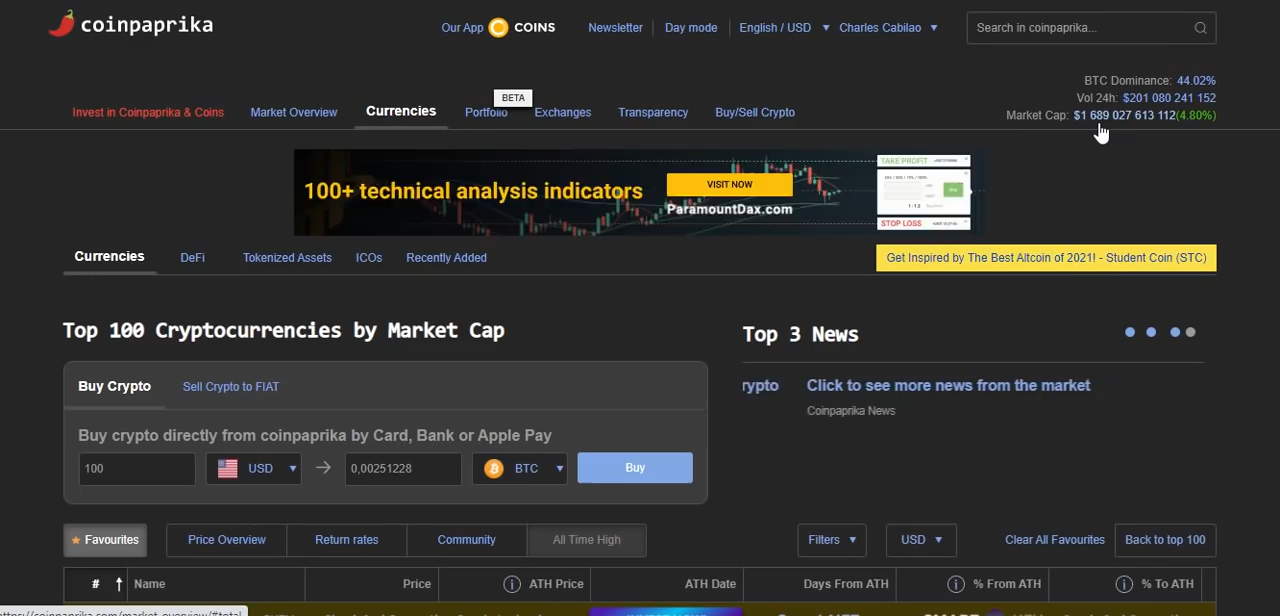 coinpaprika
Our App COINS Newsletter Day mode English / USD Charles Cabilao Search in coinpaprika...
BTC Dominance: 44.02%
Vol 24h: $201 080 241 152
Market Cap: $1 689 027 613 112(4.80%)
BETA
Invest in Coinpaprika & Coins Market Overview Currencies Portfolio Exchanges Transparency Buy/Sell Crypto
100+ technical analysis indicators
VISIT NOW
ParamountDax.com
TAKE PROFIT
STOP LOSS
Currencies DeFi Tokenized Assets ICOs Recently Added
Get Inspired by The Best Altcoin of 2021! - Student Coin (STC)
Top 100 Cryptocurrencies by Market Cap
Top 3 News
Buy Crypto Sell Crypto to FIAT
rypto Click to see more news from the market
Coinpaprika News
Buy crypto directly from coinpaprika by Card, Bank or Apple Pay
100 USD 0,00251228 BTC Buy
Favourites Price Overview Return rates Community All Time High Filters USD Clear All Favourites Back to top 100
# Name Price ATH Price ATH Date Days From ATH % From ATH % To ATH
https://coinpaprika.com/market-overview/#total